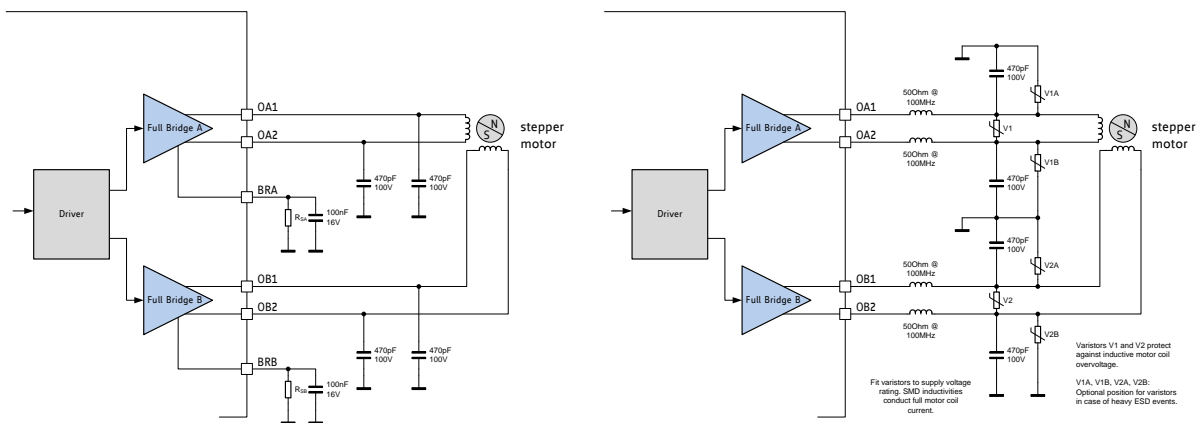 OA1
OA2
Full Bridge A
N
S
stepper
motor
470pF
100V
470pF
100V
BRA
RSA
100nF
16V
Driver
OB1
Full Bridge B
OB2
470pF
100V
470pF
100V
BRB
RSB
100nF
16V
470pF
100V
V1A
50Ohm @
100MHz
OA1
V1
Full Bridge A
OA2
N
S
stepper
motor
50Ohm @
100MHz
V1B
470pF
100V
Driver
470pF
100V
50Ohm @
100MHz
V2A
OB1
Full Bridge B
V2
OB2
50Ohm @
100MHz
V2B
470pF
100V
Varistors V1 and V2 protect
against inductive motor coil
overvoltage.
V1A, V1B, V2A, V2B:
Optional position for varistors
in case of heavy ESD events.
Fit varistors to supply voltage
rating. SMD inductivities
conduct full motor coil
current.